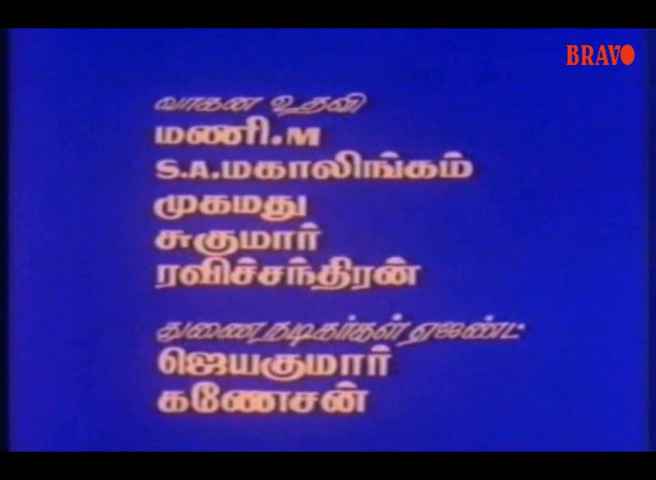 BRAVO
வாகன உதவி
மணி.M
S.A.மகாலிங்கம்
முகமது
சுகுமார்
ரவிச்சந்திரன்
துணை நடிகர்கள் ஏஜண்ட்
ஜெயகுமார்
கணேசன்